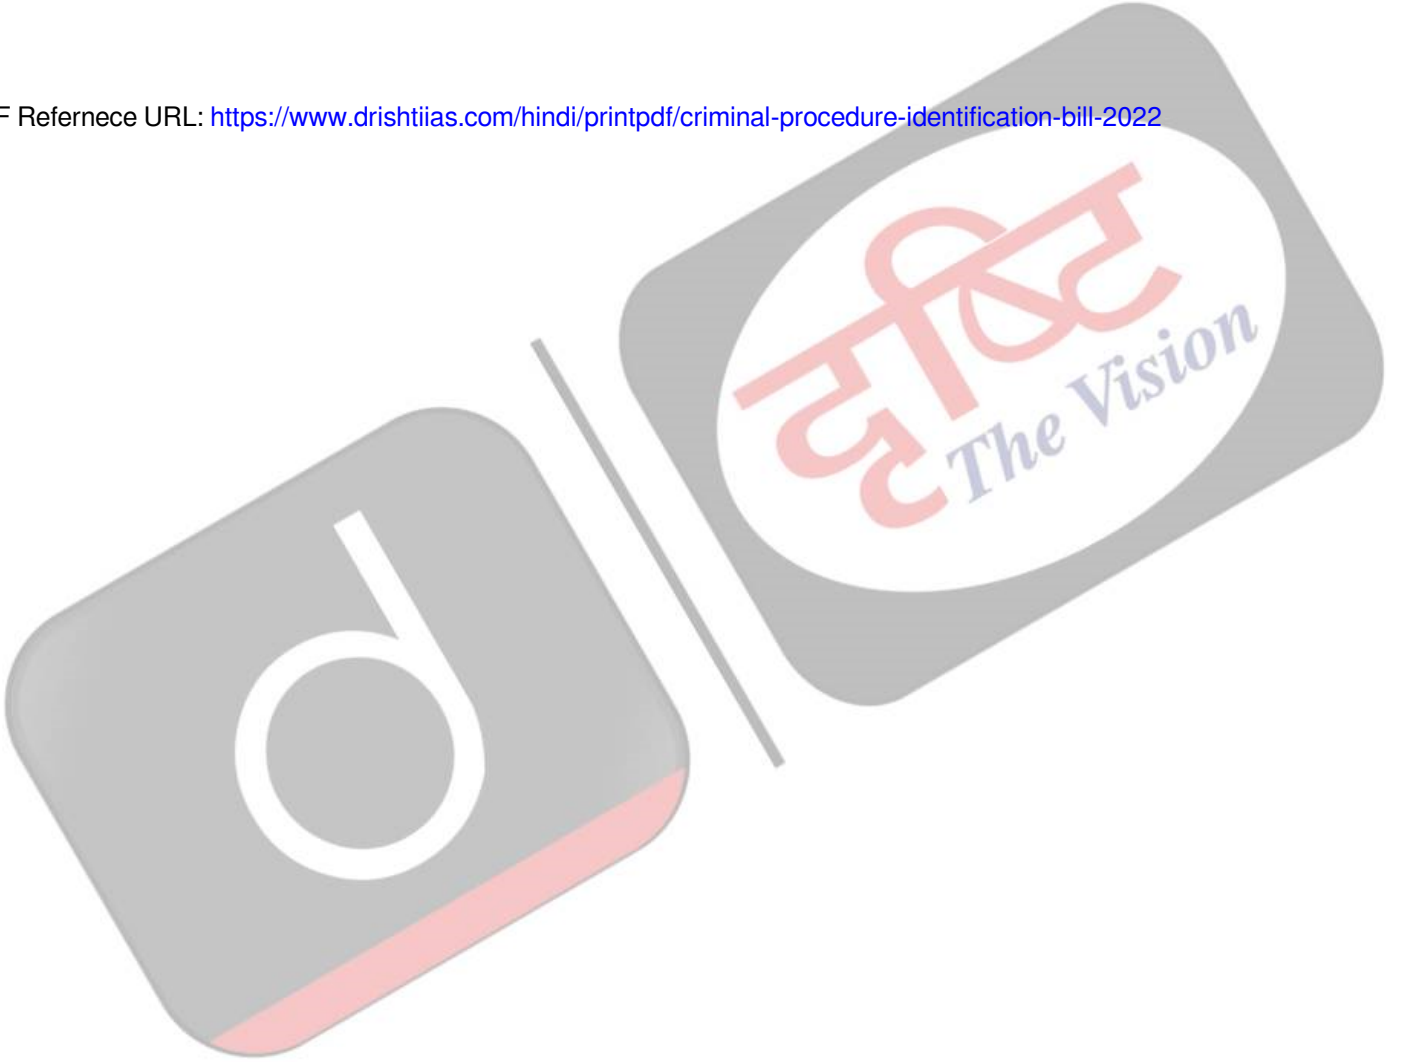 F Refernece URL: https://www.drishtiias.com/hindi/printpdf/criminal-procedure-identification-bill-2022
दृष्टि
The Vision
d